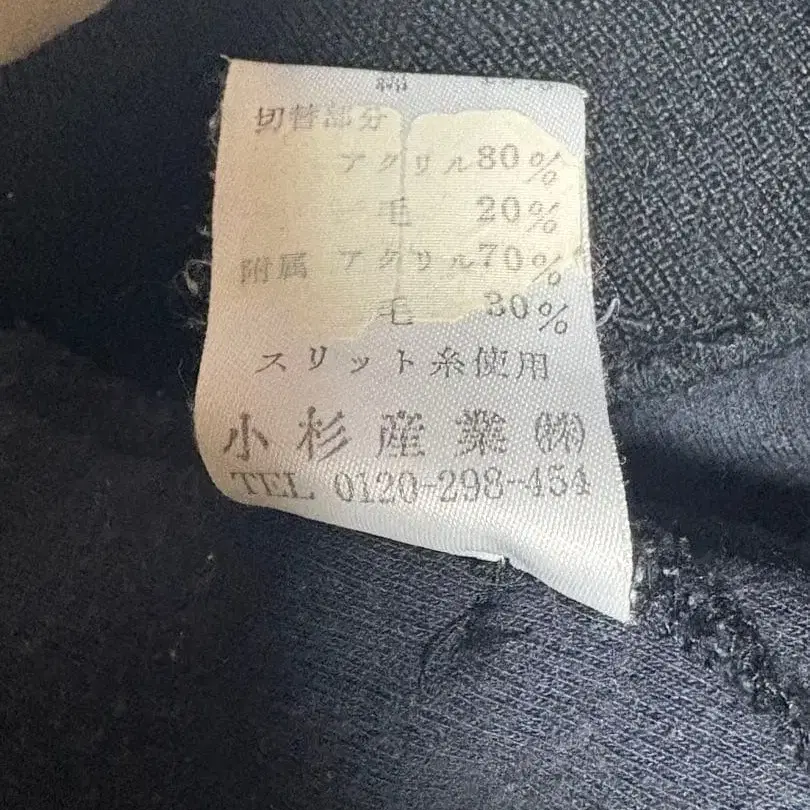 切替部分
アクリル80%
毛 20%
附属 アクリル70%
毛 30%
スリット糸使用
小杉産業㈱
TEL 0120-298-454